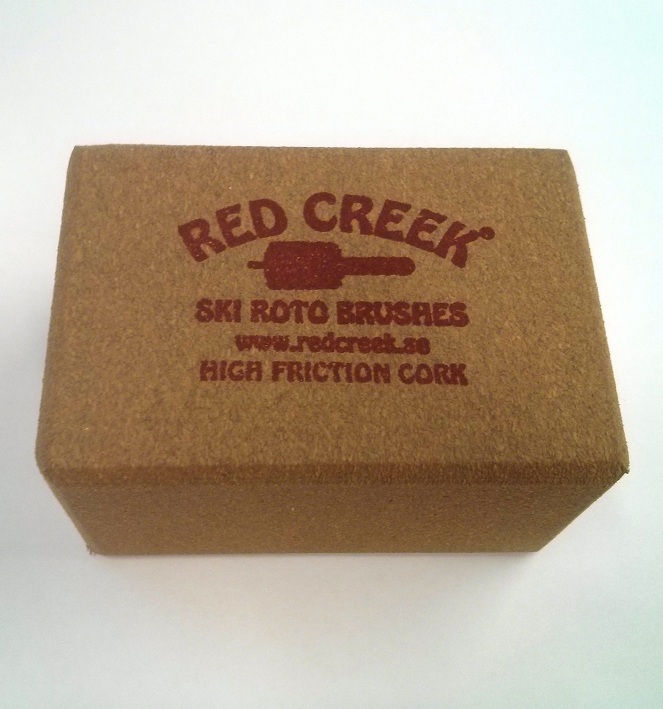 RED CREEK®
SKI ROTO BRUSHES
www.redcreek.se
HIGH FRICTION CORK